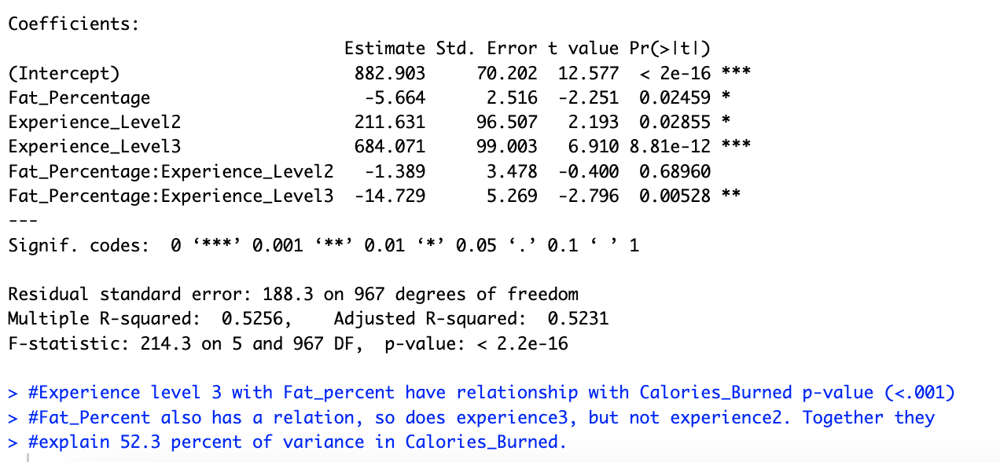 Coefficients:
Estimate Std. Error t value Pr(>|t|)
(Intercept) 882.903 70.202 12.577 < 2e-16 ***
Fat_Percentage -5.664 2.516 -2.251 0.02459 *
Experience_Level2 211.631 96.507 2.193 0.02855 *
Experience_Level3 684.071 99.003 6.910 8.81e-12 ***
Fat_Percentage:Experience_Level2 -1.389 3.478 -0.400 0.68960
Fat_Percentage:Experience_Level3 -14.729 5.269 -2.796 0.00528 **
---
Signif. codes: 0 ‘***’ 0.001 ‘**’ 0.01 ‘*’ 0.05 ‘.’ 0.1 ‘ ’ 1
Residual standard error: 188.3 on 967 degrees of freedom
Multiple R-squared: 0.5256, Adjusted R-squared: 0.5231
F-statistic: 214.3 on 5 and 967 DF, p-value: < 2.2e-16
> #Experience level 3 with Fat_percent have relationship with Calories_Burned p-value (<.001)
> #Fat_Percent also has a relation, so does experience3, but not experience2. Together they
> #explain 52.3 percent of variance in Calories_Burned.